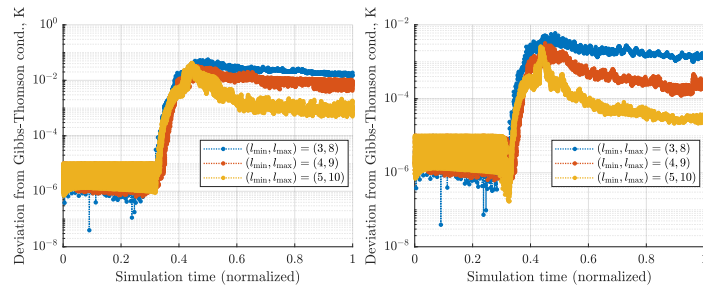 Deviation from Gibbs-Thomson cond., K
10^0
10^−2
10^−4
10^−6
10^−8
0
0.2
0.4
0.6
0.8
1
Simulation time (normalized)
(l_min, l_max) = (3, 8)
(l_min, l_max) = (4, 9)
(l_min, l_max) = (5, 10)
Deviation from Gibbs-Thomson cond., K
10^−2
10^−4
10^−6
10^−8
0
0.2
0.4
0.6
0.8
1
Simulation time (normalized)
(l_min, l_max) = (3, 8)
(l_min, l_max) = (4, 9)
(l_min, l_max) = (5, 10)